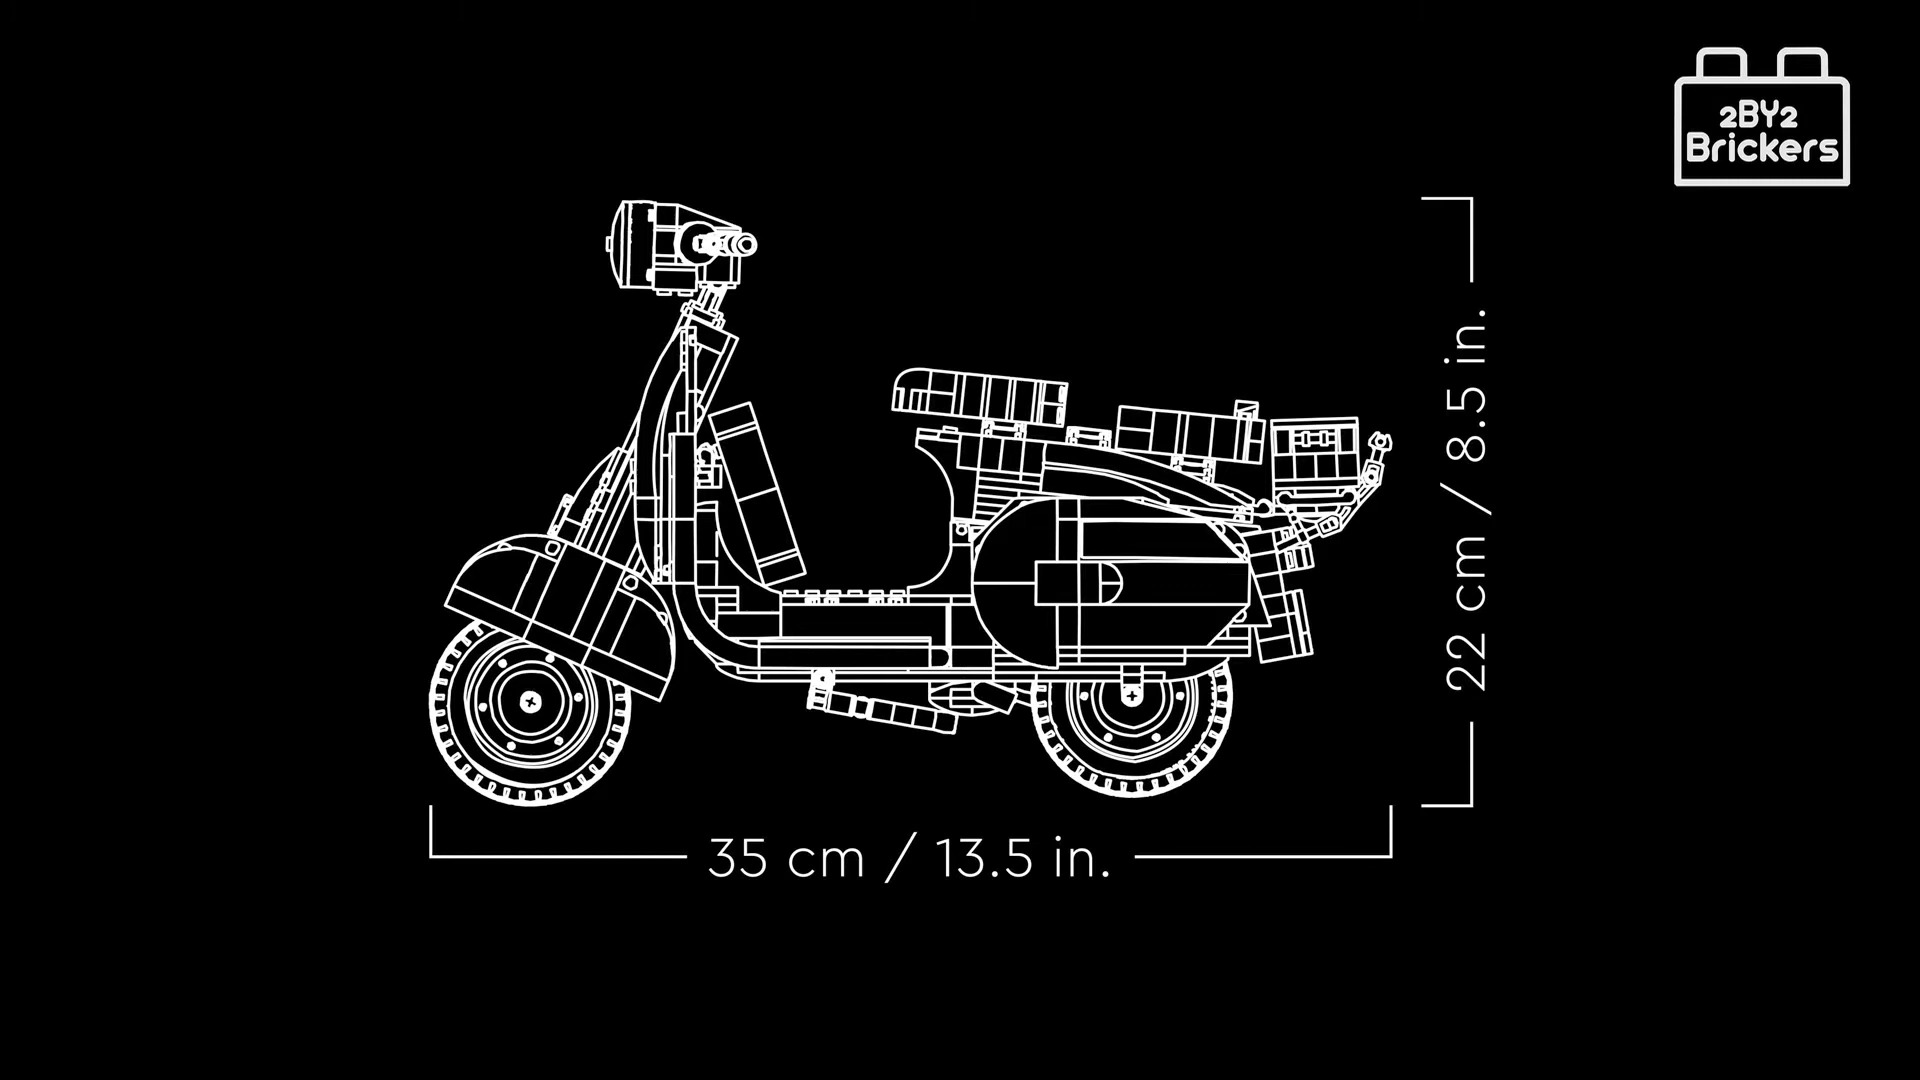 2BY2
Brickers
22 cm / 8.5 in.
35 cm / 13.5 in.